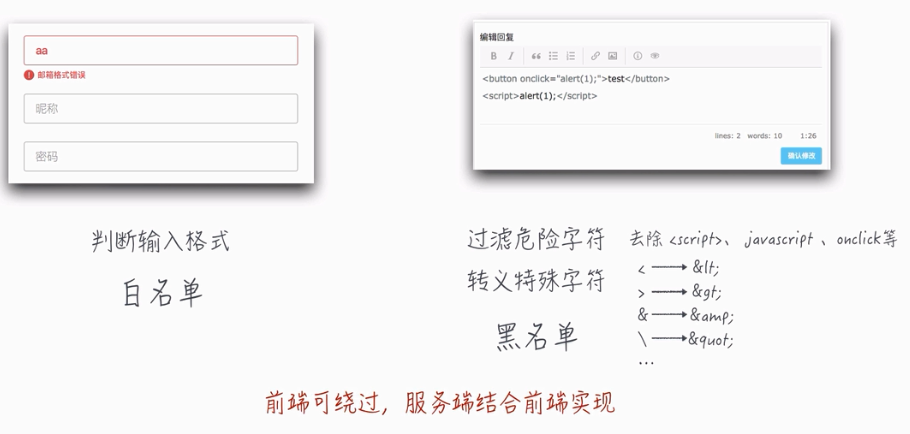 aa
邮箱格式错误
昵称
密码
判断输入格式
白名单
编辑回复
B I
<button onclick="alert(1);">test</button>
<script>alert(1);</script>
lines: 2 words: 10 1:26
确认修改
过滤危险字符 去除 <script>、javascript、onclick等
转义特殊字符
< → &lt;
> → &gt;
& → &amp;
\ → &quot;
...
黑名单
前端可绕过，服务端结合前端实现